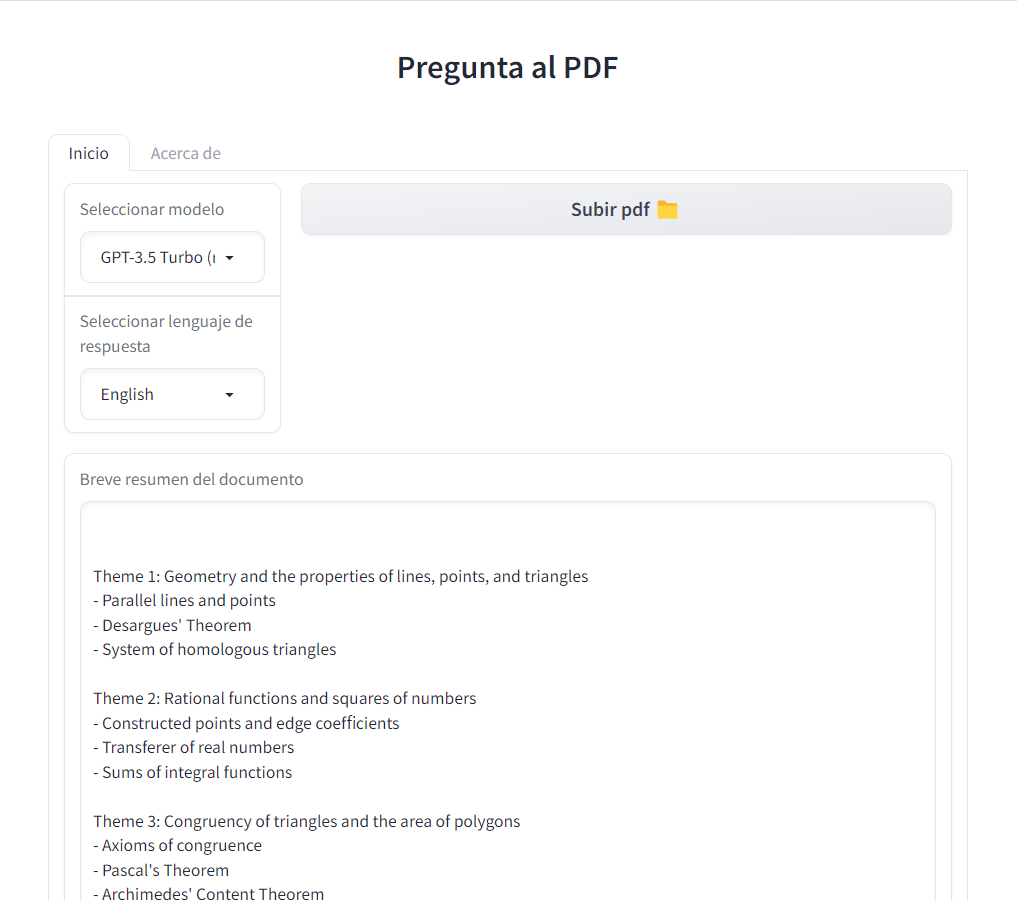 Pregunta al PDF
Inicio
Acerca de
Seleccionar modelo
GPT-3.5 Turbo (
Subir pdf
Seleccionar lenguaje de
respuesta
English
Breve resumen del documento
Theme 1: Geometry and the properties of lines, points, and triangles
- Parallel lines and points
- Desargues' Theorem
- System of homologous triangles
Theme 2: Rational functions and squares of numbers
- Constructed points and edge coefficients
- Transferer of real numbers
- Sums of integral functions
Theme 3: Congruency of triangles and the area of polygons
- Axioms of congruence
- Pascal's Theorem
- Archimedes' Content Theorem